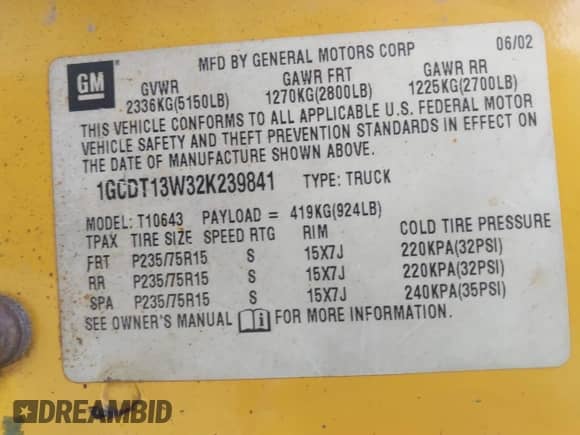 MFD BY GENERAL MOTORS CORP 06/02
GM
GVWR GAWR FRT GAWR RR
2336KG(5150LB) 1270KG(2800LB) 1225KG(2700LB)
THIS VEHICLE CONFORMS TO ALL APPLICABLE U.S. FEDERAL MOTOR
VEHICLE SAFETY AND THEFT PREVENTION STANDARDS IN EFFECT ON
THE DATE OF MANUFACTURE SHOWN ABOVE.
1GCDT13W32K239841 TYPE: TRUCK
MODEL: T10643 PAYLOAD = 419KG(924LB)
TPAX TIRE SIZE SPEED RTG RIM COLD TIRE PRESSURE
FRT P235/75R15 S 15X7J 220KPA(32PSI)
RR P235/75R15 S 15X7J 220KPA(32PSI)
SPA P235/75R15 S 15X7J 240KPA(35PSI)
SEE OWNER'S MANUAL FOR MORE INFORMATION.
DREAMBID